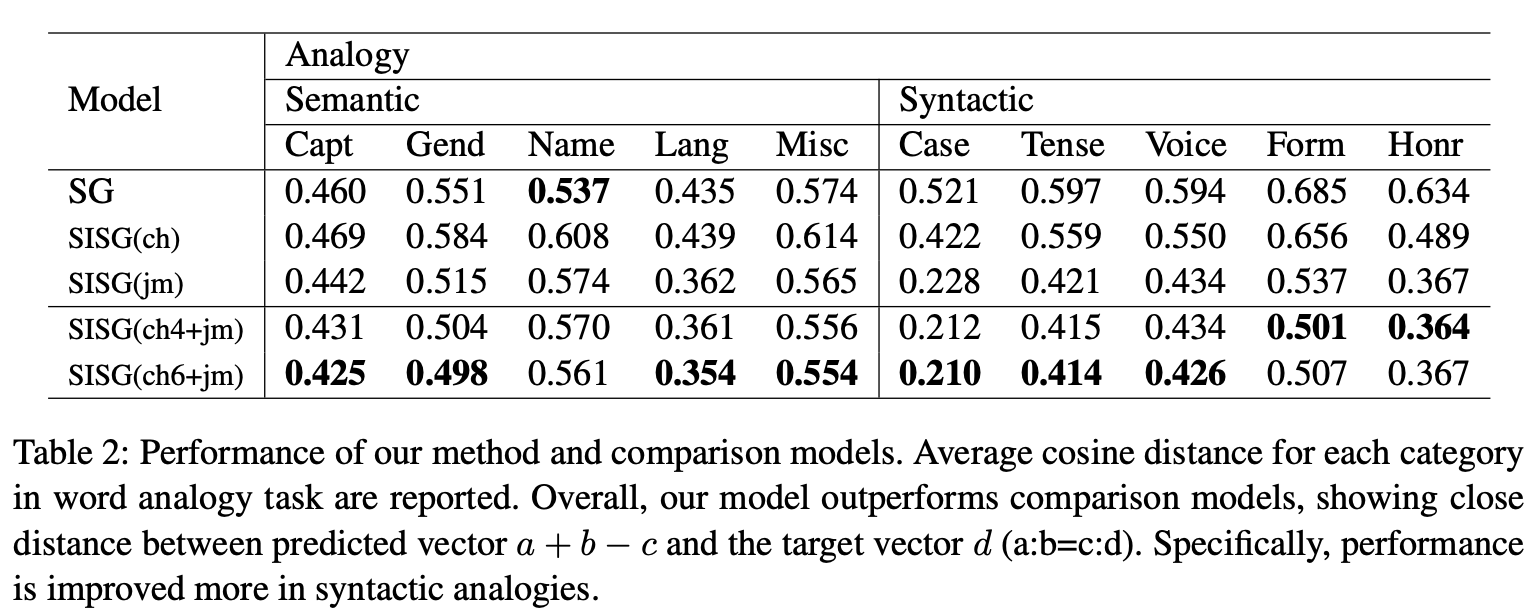 Model Analogy
Semantic Syntactic
Capt Gend Name Lang Misc Case Tense Voice Form Honr
SG 0.460 0.551 0.537 0.435 0.574 0.521 0.597 0.594 0.685 0.634
SISG(ch) 0.469 0.584 0.608 0.439 0.614 0.422 0.559 0.550 0.656 0.489
SISG(jm) 0.442 0.515 0.574 0.362 0.565 0.228 0.421 0.434 0.537 0.367
SISG(ch4+jm) 0.431 0.504 0.570 0.361 0.556 0.212 0.415 0.434 0.501 0.364
SISG(ch6+jm) 0.425 0.498 0.561 0.354 0.554 0.210 0.414 0.426 0.507 0.367
Table 2: Performance of our method and comparison models. Average cosine distance for each category
in word analogy task are reported. Overall, our model outperforms comparison models, showing close
distance between predicted vector a + b − c and the target vector d (a:b=c:d). Specifically, performance
is improved more in syntactic analogies.